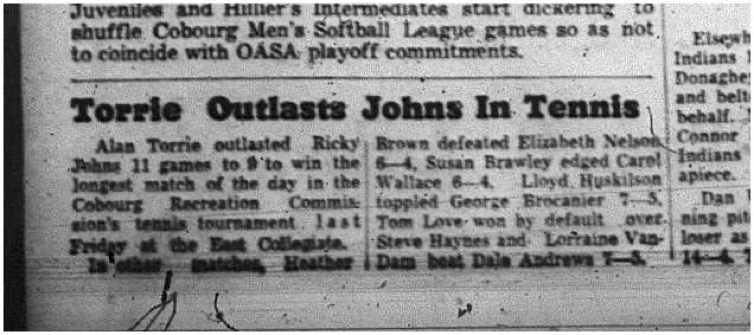 Juveniles and Hillier's Intermediates start dickering to
shuffle Cobourg Men's Softball League games so as not
to coincide with OASA playoff commitments.
Torrie Outlasts Johns In Tennis
Alan Torrie outlasted Ricky
Johns 11 games to 9 to win the
longest match of the day in the
Cobourg Recreation Commis-
sion's tennis tournament last
Friday at the East Collegiate.
In other matches, Heather
Brown defeated Elizabeth Nelson
6—4, Susan Brawley edged Carol
Wallace 6—4, Lloyd Huskilson
toppled George Brocanier 7—5,
Tom Love won by default over
Steve Haynes and Lorraine Van-
Dam beat Dale Andrews 7—5.
Elsewh
Indians
Donaghe
and belt
behalf.
Connor
Indians
apiece.
Dan
ning pit
loser as
14—4